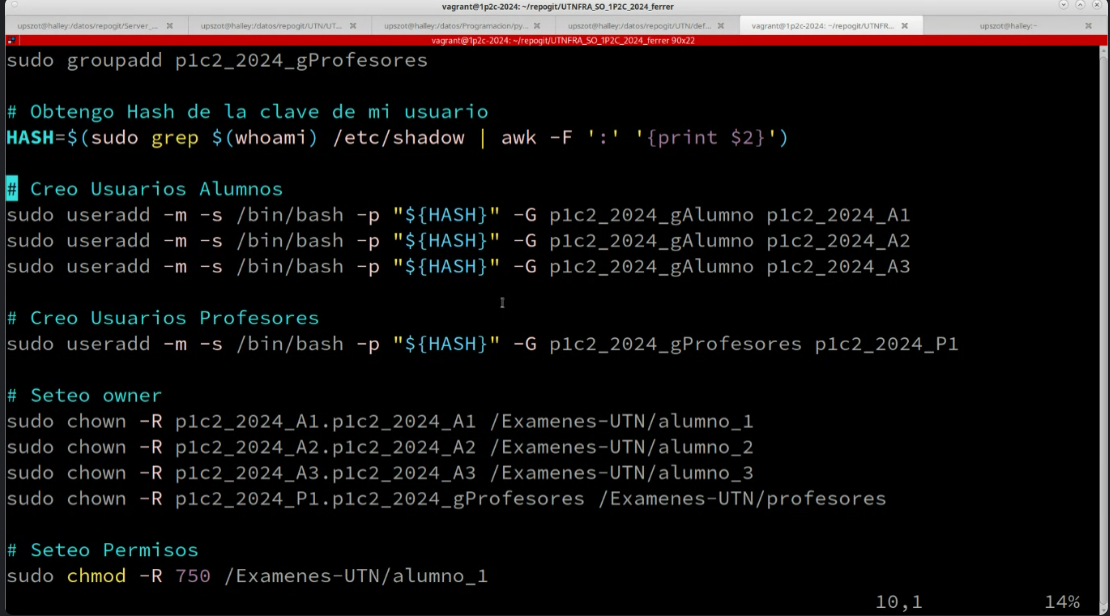 vagrant@1p2c-2024: ~/repogit/UTNFRA_SO_1P2C_2024_ferrer
upszot@halley:/datos/repogit/Server_...
upszot@halley:/datos/repogit/UTN/UT...
upszot@halley:/datos/Programacion/py...
upszot@halley:/datos/repogit/UTN/def...
vagrant@1p2c-2024: ~/repogit/UTNFR...
upszot@halley:~
vagrant@1p2c-2024: ~/repogit/UTNFRA_SO_1P2C_2024_ferrer 90x22
sudo groupadd p1c2_2024_gProfesores
# Obtengo Hash de la clave de mi usuario
HASH=$(sudo grep $(whoami) /etc/shadow | awk -F ':' '{print $2}')
# Creo Usuarios Alumnos
sudo useradd -m -s /bin/bash -p "${HASH}" -G p1c2_2024_gAlumno p1c2_2024_A1
sudo useradd -m -s /bin/bash -p "${HASH}" -G p1c2_2024_gAlumno p1c2_2024_A2
sudo useradd -m -s /bin/bash -p "${HASH}" -G p1c2_2024_gAlumno p1c2_2024_A3
# Creo Usuarios Profesores
sudo useradd -m -s /bin/bash -p "${HASH}" -G p1c2_2024_gProfesores p1c2_2024_P1
# Seteo owner
sudo chown -R p1c2_2024_A1.p1c2_2024_A1 /Examenes-UTN/alumno_1
sudo chown -R p1c2_2024_A2.p1c2_2024_A2 /Examenes-UTN/alumno_2
sudo chown -R p1c2_2024_A3.p1c2_2024_A3 /Examenes-UTN/alumno_3
sudo chown -R p1c2_2024_P1.p1c2_2024_gProfesores /Examenes-UTN/profesores
# Seteo Permisos
sudo chmod -R 750 /Examenes-UTN/alumno_1
10,1 14%